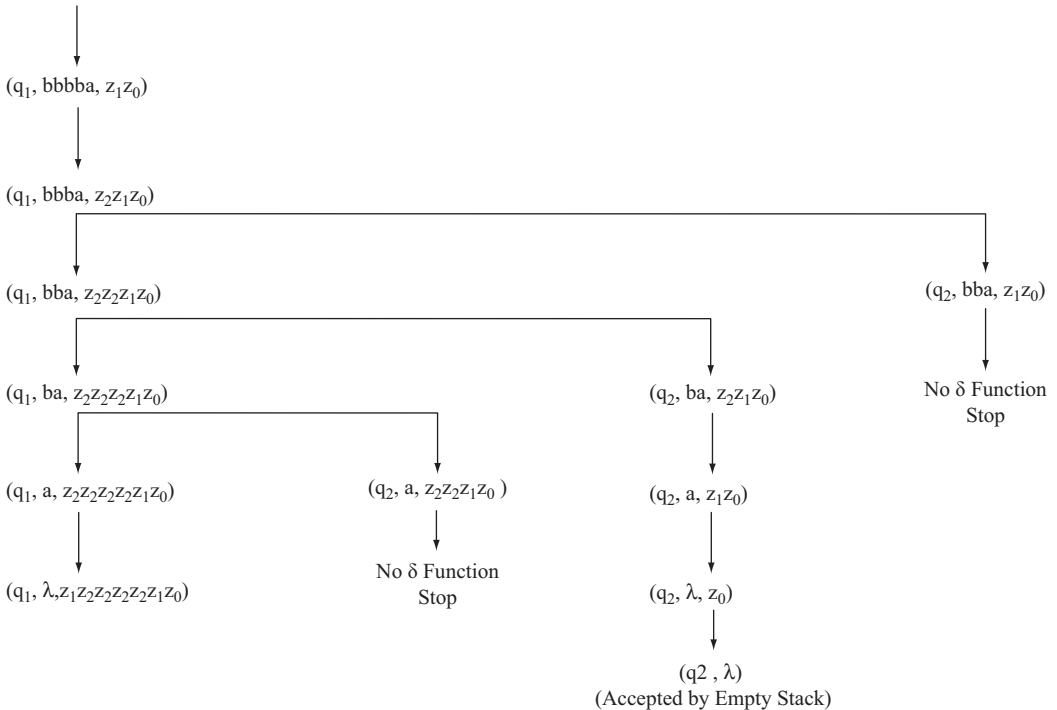 (q₁, bbbba, z₁z₀)
(q₁, bbba, z₂z₁z₀)
(q₁, bba, z₂z₂z₁z₀)
(q₂, bba, z₁z₀)
(q₁, ba, z₂z₂z₂z₁z₀)
(q₂, ba, z₂z₁z₀)
No δ Function
Stop
(q₁, a, z₂z₂z₂z₂z₁z₀)
(q₂, a, z₂z₂z₁z₀ )
(q₂, a, z₁z₀)
No δ Function
Stop
(q₁, λ,z₁z₂z₂z₂z₂z₁z₀)
(q₂, λ, z₀)
(q2 , λ)
(Accepted by Empty Stack)